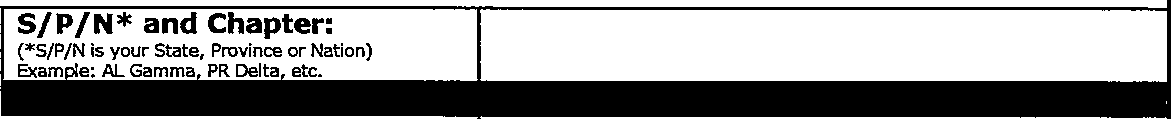 S/P/N* and Chapter:
(*S/P/N is your State, Province or Nation)
Example: AL Gamma, PR Delta, etc.